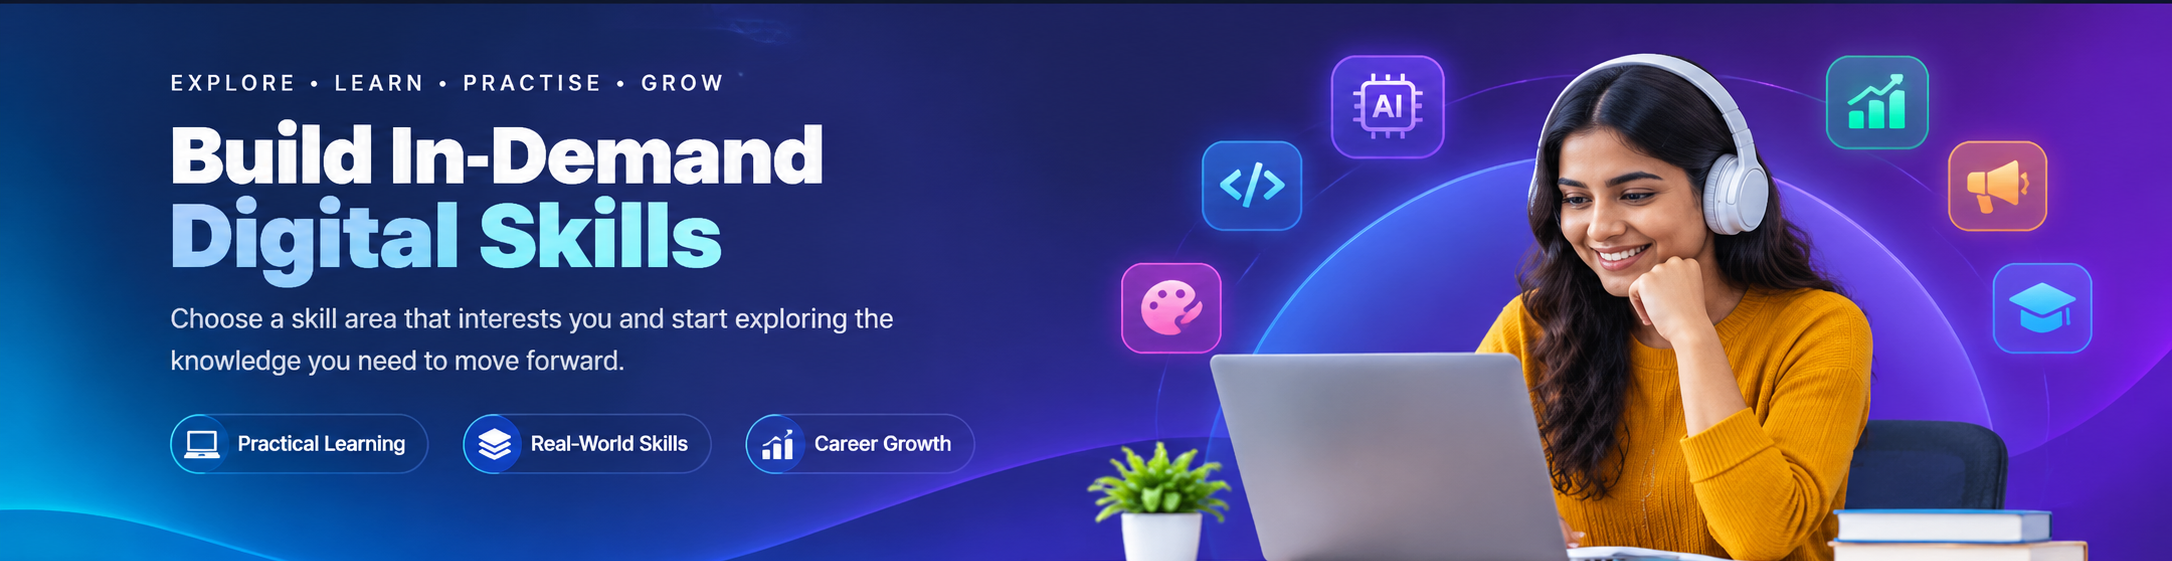 EXPLORE • LEARN • PRACTISE • GROW
Build In-Demand
Digital Skills
Choose a skill area that interests you and start exploring the
knowledge you need to move forward.
Practical Learning
Real-World Skills
Career Growth
AI